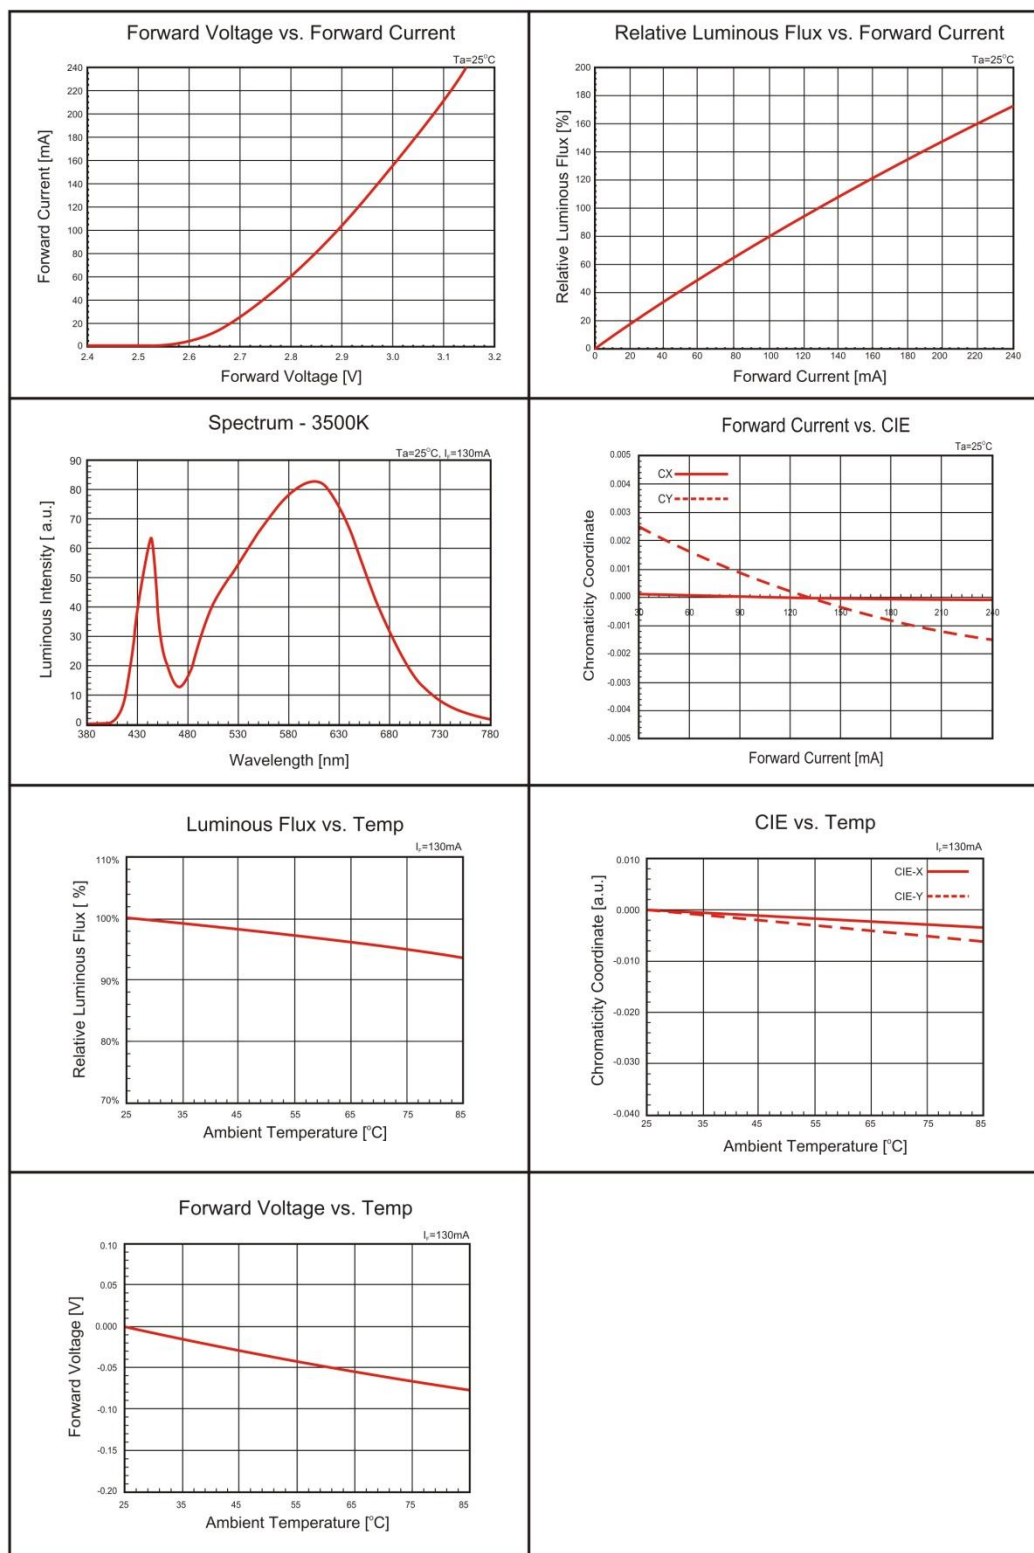 Forward Voltage vs. Forward Current
Ta=25°C
Forward Current [mA]
240
220
200
180
160
140
120
100
80
60
40
20
0
2.4 2.5 2.6 2.7 2.8 2.9 3.0 3.1 3.2
Forward Voltage [V]
Relative Luminous Flux vs. Forward Current
Ta=25°C
Relative Luminous Flux [%]
200
180
160
140
120
100
80
60
40
20
0
0 20 40 60 80 100 120 140 160 180 200 220 240
Forward Current [mA]
Spectrum - 3500K
Ta=25°C, IF=130mA
Luminous Intensity [ a.u.]
90
80
70
60
50
40
30
20
10
0
380 430 480 530 580 630 680 730 780
Wavelength [nm]
Forward Current vs. CIE
Ta=25°C
Chromaticity Coordinate
CX
CY
0.005
0.004
0.003
0.002
0.001
0.000
-0.001
-0.002
-0.003
-0.004
-0.005
30 60 90 120 150 180 210 240
Forward Current [mA]
Luminous Flux vs. Temp
IF=130mA
Relative Luminous Flux [ %]
110%
100%
90%
80%
70%
25 35 45 55 65 75 85
Ambient Temperature [°C]
CIE vs. Temp
IF=130mA
Chromaticity Coordinate [a.u.]
CIE-X
CIE-Y
0.010
0.000
-0.010
-0.020
-0.030
-0.040
25 35 45 55 65 75 85
Ambient Temperature [°C]
Forward Voltage vs. Temp
IF=130mA
Forward Voltage [V]
0.10
0.05
0.000
-0.05
-0.10
-0.15
-0.20
25 35 45 55 65 75 85
Ambient Temperature [°C]